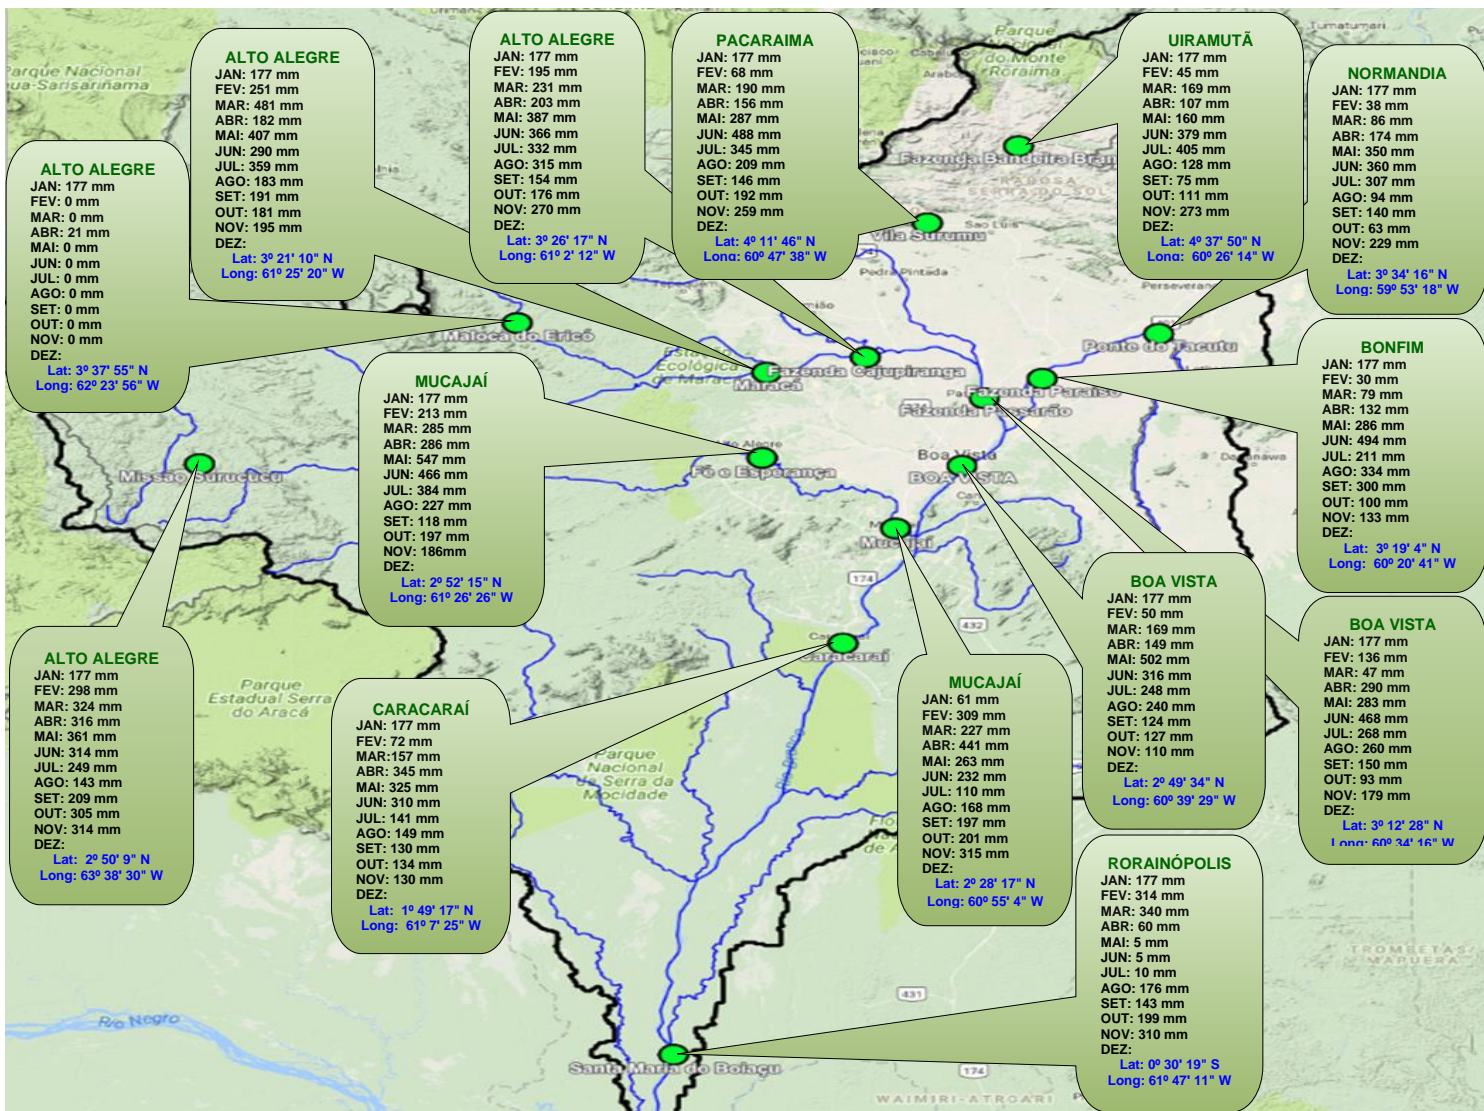 ALTO ALEGRE
JAN: 177 mm
FEV: 251 mm
MAR: 481 mm
ABR: 182 mm
MAI: 407 mm
JUN: 290 mm
JUL: 359 mm
AGO: 183 mm
SET: 191 mm
OUT: 181 mm
NOV: 195 mm
DEZ:
Lat: 3º 21' 10" N
Long: 61º 25' 20" W
ALTO ALEGRE
JAN: 177 mm
FEV: 195 mm
MAR: 231 mm
ABR: 203 mm
MAI: 387 mm
JUN: 366 mm
JUL: 332 mm
AGO: 315 mm
SET: 154 mm
OUT: 176 mm
NOV: 270 mm
DEZ:
Lat: 3º 26' 17" N
Long: 61º 2' 12" W
PACARAIMA
JAN: 177 mm
FEV: 68 mm
MAR: 190 mm
ABR: 156 mm
MAI: 287 mm
JUN: 488 mm
JUL: 345 mm
AGO: 209 mm
SET: 146 mm
OUT: 192 mm
NOV: 259 mm
DEZ:
Lat: 4º 11' 46" N
Long: 60º 47' 38" W
UIRAMUTÃ
JAN: 177 mm
FEV: 45 mm
MAR: 169 mm
ABR: 107 mm
MAI: 160 mm
JUN: 379 mm
JUL: 405 mm
AGO: 128 mm
SET: 75 mm
OUT: 111 mm
NOV: 273 mm
DEZ:
Lat: 4º 37' 50" N
Long: 60º 26' 14" W
NORMANDIA
JAN: 177 mm
FEV: 38 mm
MAR: 86 mm
ABR: 174 mm
MAI: 350 mm
JUN: 360 mm
JUL: 307 mm
AGO: 94 mm
SET: 140 mm
OUT: 63 mm
NOV: 229 mm
DEZ:
Lat: 3º 34' 16" N
Long: 59º 53' 18" W
ALTO ALEGRE
JAN: 177 mm
FEV: 0 mm
MAR: 0 mm
ABR: 21 mm
MAI: 0 mm
JUN: 0 mm
JUL: 0 mm
AGO: 0 mm
SET: 0 mm
OUT: 0 mm
NOV: 0 mm
DEZ:
Lat: 3º 37' 55" N
Long: 62º 23' 56" W
MUCAJAÍ
JAN: 177 mm
FEV: 213 mm
MAR: 285 mm
ABR: 286 mm
MAI: 547 mm
JUN: 466 mm
JUL: 384 mm
AGO: 227 mm
SET: 118 mm
OUT: 197 mm
NOV: 186mm
DEZ:
Lat: 2º 52' 15" N
Long: 61º 26' 26" W
BONFIM
JAN: 177 mm
FEV: 30 mm
MAR: 79 mm
ABR: 132 mm
MAI: 286 mm
JUN: 494 mm
JUL: 211 mm
AGO: 334 mm
SET: 300 mm
OUT: 100 mm
NOV: 133 mm
DEZ:
Lat: 3º 19' 4" N
Long: 60º 20' 41" W
ALTO ALEGRE
JAN: 177 mm
FEV: 298 mm
MAR: 324 mm
ABR: 316 mm
MAI: 361 mm
JUN: 314 mm
JUL: 249 mm
AGO: 143 mm
SET: 209 mm
OUT: 305 mm
NOV: 314 mm
DEZ:
Lat: 2º 50' 9" N
Long: 63º 38' 30" W
CARACARAÍ
JAN: 177 mm
FEV: 72 mm
MAR:157 mm
ABR: 345 mm
MAI: 325 mm
JUN: 310 mm
JUL: 141 mm
AGO: 149 mm
SET: 130 mm
OUT: 134 mm
NOV: 130 mm
DEZ:
Lat: 1º 49' 17" N
Long: 61º 7' 25" W
MUCAJAÍ
JAN: 61 mm
FEV: 309 mm
MAR: 227 mm
ABR: 441 mm
MAI: 263 mm
JUN: 232 mm
JUL: 110 mm
AGO: 168 mm
SET: 197 mm
OUT: 201 mm
NOV: 315 mm
DEZ:
Lat: 2º 28' 17" N
Long: 60º 55' 4" W
BOA VISTA
JAN: 177 mm
FEV: 50 mm
MAR: 169 mm
ABR: 149 mm
MAI: 502 mm
JUN: 316 mm
JUL: 248 mm
AGO: 240 mm
SET: 124 mm
OUT: 127 mm
NOV: 110 mm
DEZ:
Lat: 2º 49' 34" N
Long: 60º 39' 29" W
BOA VISTA
JAN: 177 mm
FEV: 136 mm
MAR: 47 mm
ABR: 290 mm
MAI: 283 mm
JUN: 468 mm
JUL: 268 mm
AGO: 260 mm
SET: 150 mm
OUT: 93 mm
NOV: 179 mm
DEZ:
Lat: 3º 12' 28" N
Long: 60º 34' 16" W
RORAINÓPOLIS
JAN: 177 mm
FEV: 314 mm
MAR: 340 mm
ABR: 60 mm
MAI: 5 mm
JUN: 5 mm
JUL: 10 mm
AGO: 176 mm
SET: 143 mm
OUT: 199 mm
NOV: 310 mm
DEZ:
Lat: 0º 30' 19" S
Long: 61º 47' 11" W
Parque Nacional
Parque
do Monte
Roraima
Tumatumari
Fazenda Bandeira Bran
Vila Surumu
Pedra Pintada
Maloca do Ericó
Maracá
Fazenda Cajupiranga
Ponte do Tacutu
Fazenda Paraíso
Fazenda Passarão
Missão Surucucu
Fé e Esperança
Boa Vista
BOA VISTA
Mucajaí
174
432
Caracaraí
Parque
Estadual Serra
do Aracá
Parque
Nacional
da Serra da
Mocidade
Rio Branco
Rio Negro
431
174
Santa Maria do Boiaçu
WAIMIRI-ATROARI
TROMBETAS/
MAPUERA